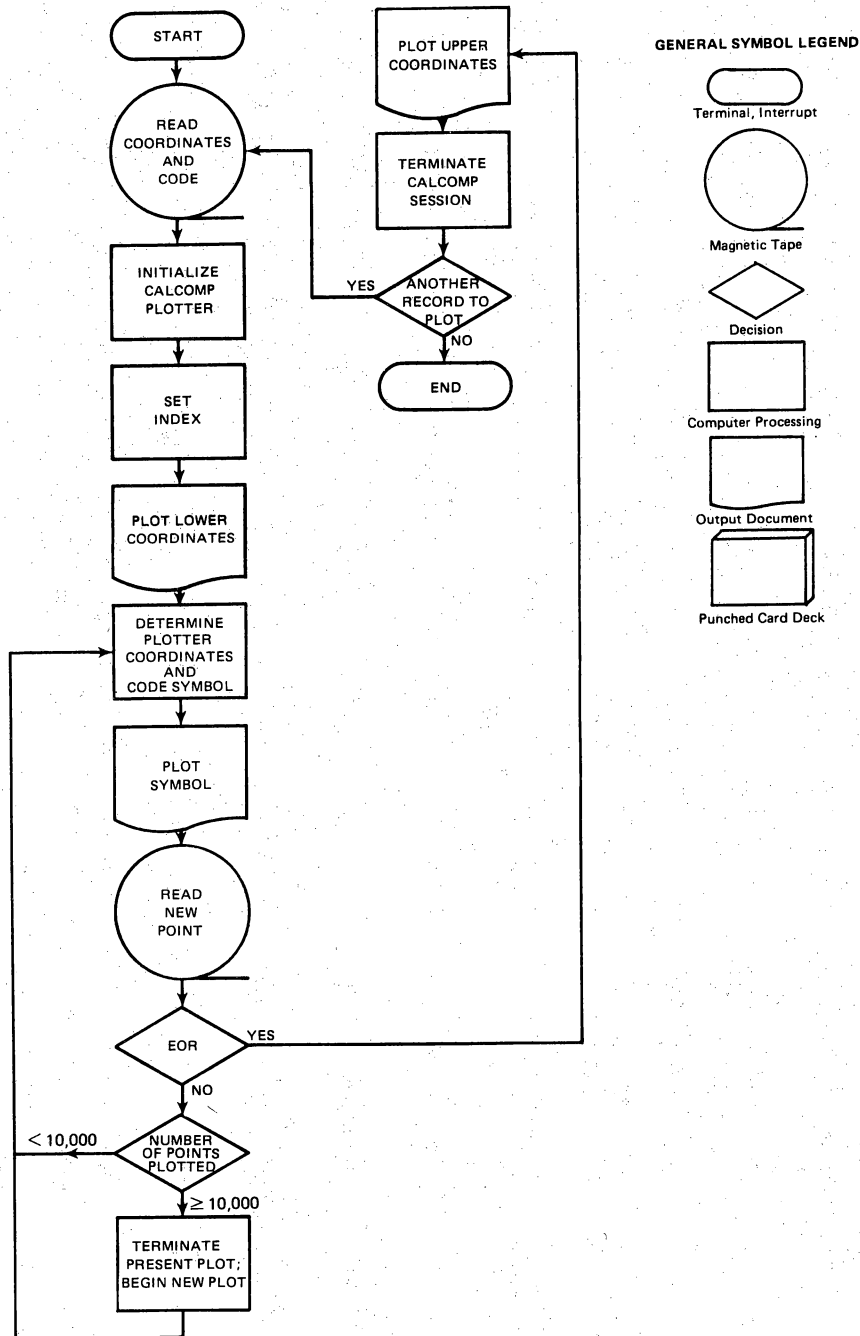 START
READ
COORDINATES
AND
CODE
INITIALIZE
CALCOMP
PLOTTER
SET
INDEX
PLOT LOWER
COORDINATES
DETERMINE
PLOTTER
COORDINATES
AND
CODE SYMBOL
PLOT
SYMBOL
READ
NEW
POINT
EOR
YES
NO
NUMBER
OF POINTS
PLOTTED
< 10,000
≥ 10,000
TERMINATE
PRESENT PLOT;
BEGIN NEW PLOT
PLOT UPPER
COORDINATES
TERMINATE
CALCOMP
SESSION
ANOTHER
RECORD TO
PLOT
YES
NO
END
GENERAL SYMBOL LEGEND
Terminal, Interrupt
Magnetic Tape
Decision
Computer Processing
Output Document
Punched Card Deck